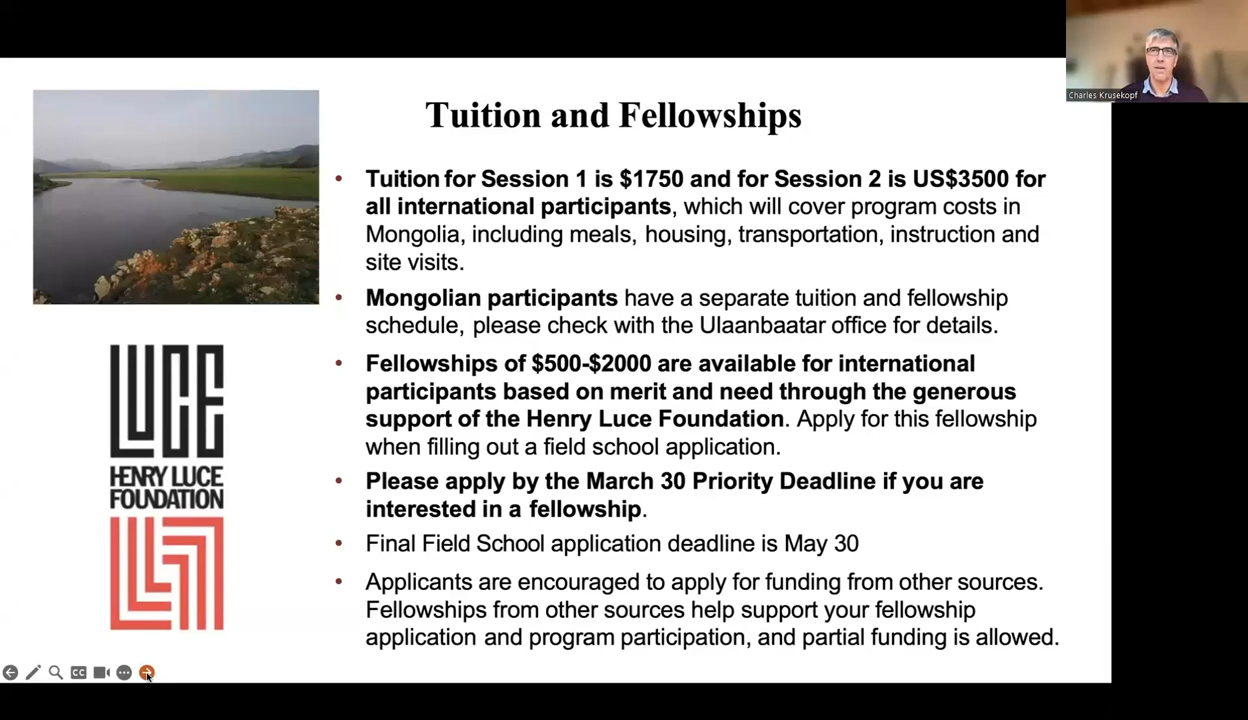 Charles Krusekopf
Tuition and Fellowships
• Tuition for Session 1 is $1750 and for Session 2 is US$3500 for
all international participants, which will cover program costs in
Mongolia, including meals, housing, transportation, instruction and
site visits.
• Mongolian participants have a separate tuition and fellowship
schedule, please check with the Ulaanbaatar office for details.
• Fellowships of $500-$2000 are available for international
participants based on merit and need through the generous
support of the Henry Luce Foundation. Apply for this fellowship
when filling out a field school application.
• Please apply by the March 30 Priority Deadline if you are
interested in a fellowship.
• Final Field School application deadline is May 30
• Applicants are encouraged to apply for funding from other sources.
Fellowships from other sources help support your fellowship
application and program participation, and partial funding is allowed.
LUCE
HENRY LUCE
FOUNDATION
CC